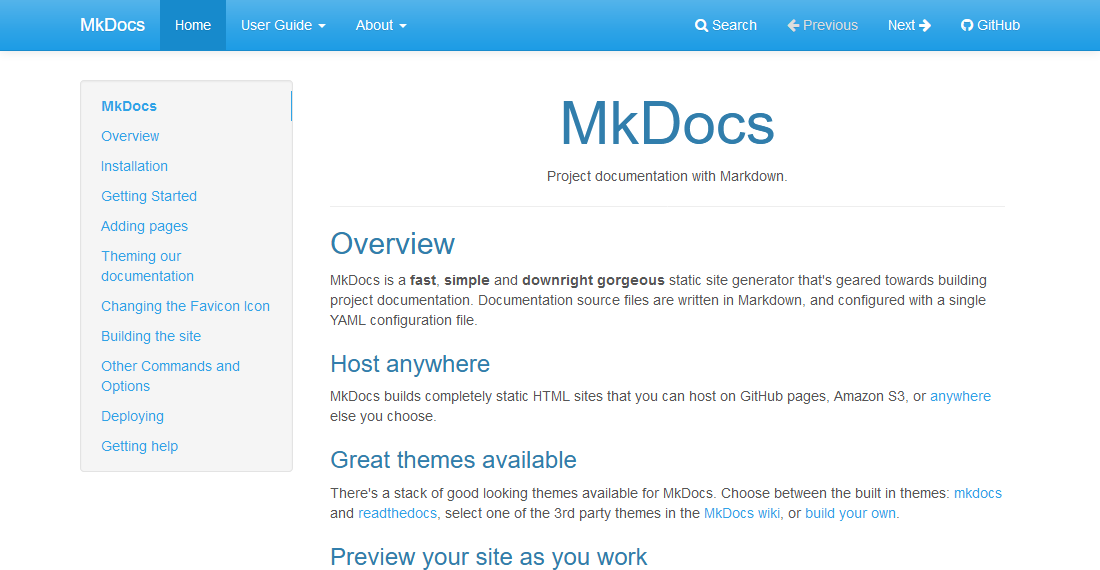 MkDocs Home User Guide About Search Previous Next GitHub
MkDocs
Overview
Installation
Getting Started
Adding pages
Theming our
documentation
Changing the Favicon Icon
Building the site
Other Commands and
Options
Deploying
Getting help
MkDocs
Project documentation with Markdown.
Overview
MkDocs is a fast, simple and downright gorgeous static site generator that's geared towards building
project documentation. Documentation source files are written in Markdown, and configured with a single
YAML configuration file.
Host anywhere
MkDocs builds completely static HTML sites that you can host on GitHub pages, Amazon S3, or anywhere
else you choose.
Great themes available
There's a stack of good looking themes available for MkDocs. Choose between the built in themes: mkdocs
and readthedocs, select one of the 3rd party themes in the MkDocs wiki, or build your own.
Preview your site as you work